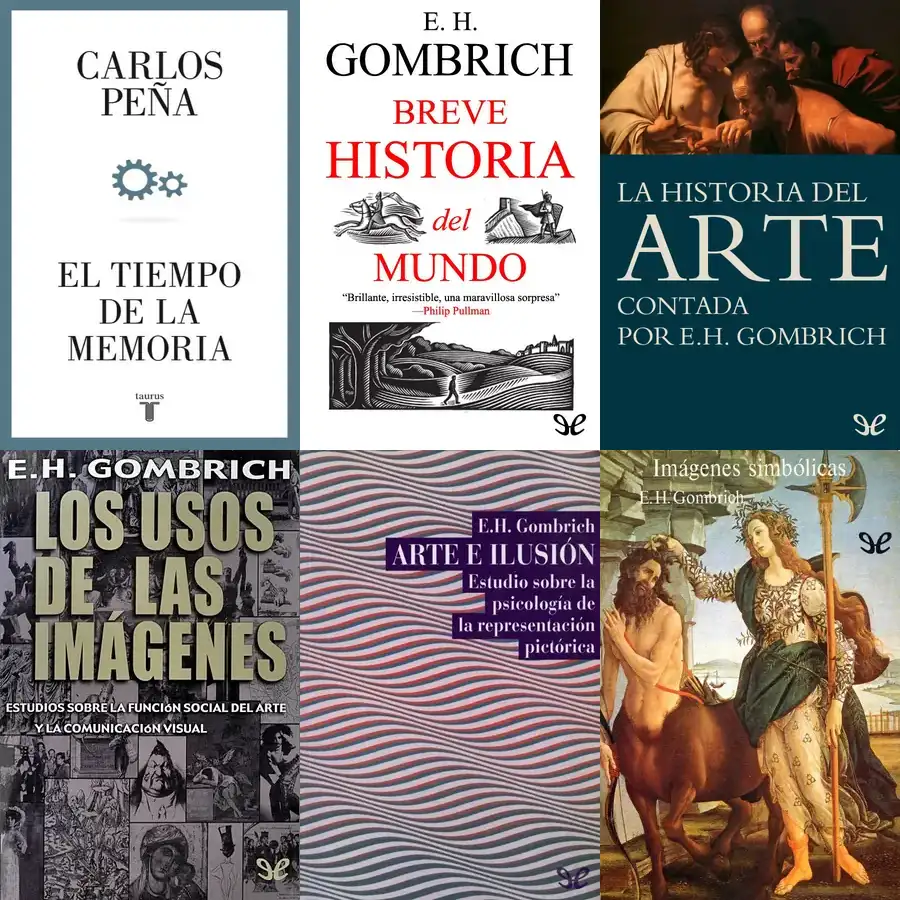 CARLOS
PEÑA
EL TIEMPO
DE LA
MEMORIA
taurus
E. H.
GOMBRICH
BREVE
HISTORIA
del
MUNDO
“Brillante, irresistible, una maravillosa sorpresa”
—Philip Pullman
LA HISTORIA DEL
ARTE
CONTADA
POR E.H. GOMBRICH
E.H. GOMBRICH
LOS USOS
DE LAS
IMÁGENES
ESTUDIOS SOBRE LA FUNCIÓN SOCIAL DEL ARTE
Y LA COMUNICACIÓN VISUAL
E.H. Gombrich
ARTE E ILUSIÓN
Estudio sobre la
psicología de
la representación
pictórica
Imágenes simbólicas
E. H. Gombrich